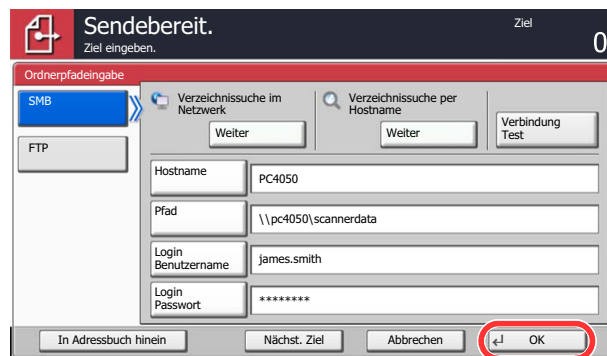 Sendebereit.
Ziel
Ziel eingeben.
0
Ordnerpfadeingabe
SMB
FTP
Verzeichnissuche im
Netzwerk
Weiter
Verzeichnissuche per
Hostname
Weiter
Verbindung
Test
Hostname
PC4050
Pfad
\\pc4050\scannerdata
Login
Benutzername
james.smith
Login
Passwort
********
In Adressbuch hinein
Nächst. Ziel
Abbrechen
OK